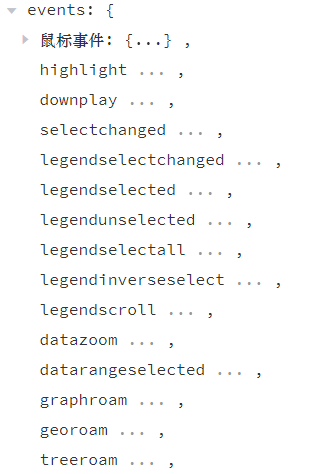 events: {
鼠标事件: {...} ,
highlight ... ,
downplay ... ,
selectchanged ... ,
legendselectchanged ... ,
legendselected ... ,
legendunselected ... ,
legendselectall ... ,
legendinverseselect ... ,
legendscroll ... ,
datazoom ... ,
datarangeselected ... ,
graphroam ... ,
georoam ... ,
treeroam ... ,